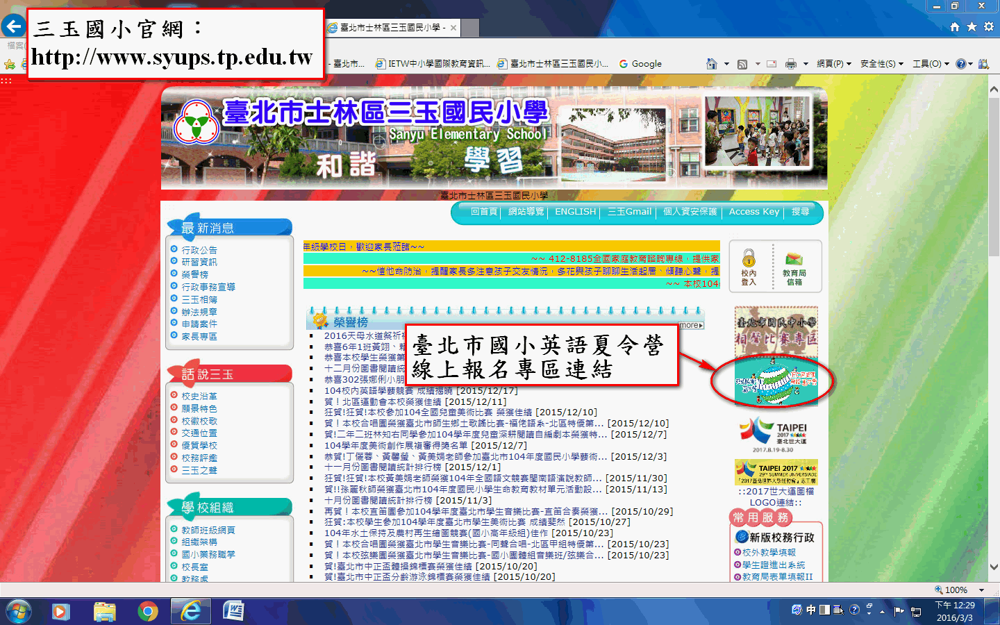 三玉國小官網：
http://www.syups.tp.edu.tw
臺北市士林區三玉國民小學 -
檔案(
- 臺北市...
IETW中小學國際教育資訊...
臺北市士林區三玉國民小...
Google
網頁(P)
安全性(S)
工具(O)
臺北市士林區三玉國民小學
Sanyu Elementary School
和諧 學習
臺北市士林區三玉國民小學
回首頁 | 網站導覽 | ENGLISH | 三玉Gmail | 個人資安保護 | Access Key | 搜尋
最新消息
行政公告
研習資訊
榮譽榜
行政事務宣導
三玉相簿
辦法規章
申請案件
家長專區
話說三玉
校史沿革
願景特色
校徽校歌
交通位置
優質學校
校務評鑑
三玉之聲
學校組織
教師班級網頁
組織架構
國小業務職掌
校長室
教務處
年級學校日，歡迎家長蒞臨~~
~~ 412-8185全國家庭教育諮詢專線，提供家
~~愷他命防治，提醒家長多注意孩子交友情況，多花與孩子聊聊生活起居、傾聽心聲，提
~~ 本校104
榮譽榜
more
2016天母水道祭祈福
恭喜6年1班黃翊、賴
恭喜本校學生榮獲第
十二月份圖書閱讀統
恭喜302張娜俐小朋
104校內英語學藝競賽 成績揭曉 [2015/12/17]
賀！北區運動會本校榮獲佳績 [2015/12/11]
狂賀!狂賀!本校參加104全國兒童美術比賽 榮獲佳績 [2015/12/10]
賀！本校合唱團榮獲臺北市師生鄉土歌謠比賽-福佬語系-北區特優第... [2015/12/10]
賀!二年二班林知右同學參加104學年度兒童深耕閱讀自編劇本榮獲特... [2015/12/7]
104學年度美術創作展複審得獎名單 [2015/12/7]
恭賀!丁儷蓉、黃馨瑩、黃美娟老師參加臺北市104年度國民小學藝術... [2015/12/3]
十一月份圖書閱讀統計排行榜 [2015/12/1]
狂賀!狂賀!本校黃美娟老師榮獲104年全國語文競賽閩南語演說教師... [2015/11/30]
賀!!孫麗秋師榮獲臺北市104年度國民小學生命教育教材單元活動設... [2015/11/13]
十月份圖書閱讀統計排行榜 [2015/11/3]
再賀！本校直笛團參加104學年度臺北市學生音樂比賽-直笛合奏榮獲... [2015/10/29]
狂賀:本校學生參加104學年度臺北市學生美術比賽 成績斐然 [2015/10/27]
104年水土保持及農村再生繪圖競賽(國小高年級組)佳作 [2015/10/23]
賀！本校合唱團榮獲臺北市學生音樂比賽-同聲合唱-北區甲組特優第... [2015/10/23]
賀！本校弦樂團榮獲臺北市學生音樂比賽-國小團體組音樂班/弦樂合... [2015/10/23]
賀!臺北市中正盃體操錦標賽榮獲佳績 [2015/10/20]
賀!臺北市中正盃分齡游泳錦標賽榮獲佳績 [2015/10/20]
臺北市國小英語夏令營
線上報名專區連結
校內
登入
教育局
信箱
臺北市國民中小學
相聲比賽專區
TAIPEI
2017
臺北世大運
2017.8.19-8.30
TAIPEI 2017
29TH SUMMER UNIVERSIADE
「2017臺北世界大學運動會」志工網
::2017世大運圖檔
LOGO連結::
常用服務
新版校務行政
校外教學填報
學生證進出系統
教育局表單填報II
100%
中
下午 12:29
2016/3/3